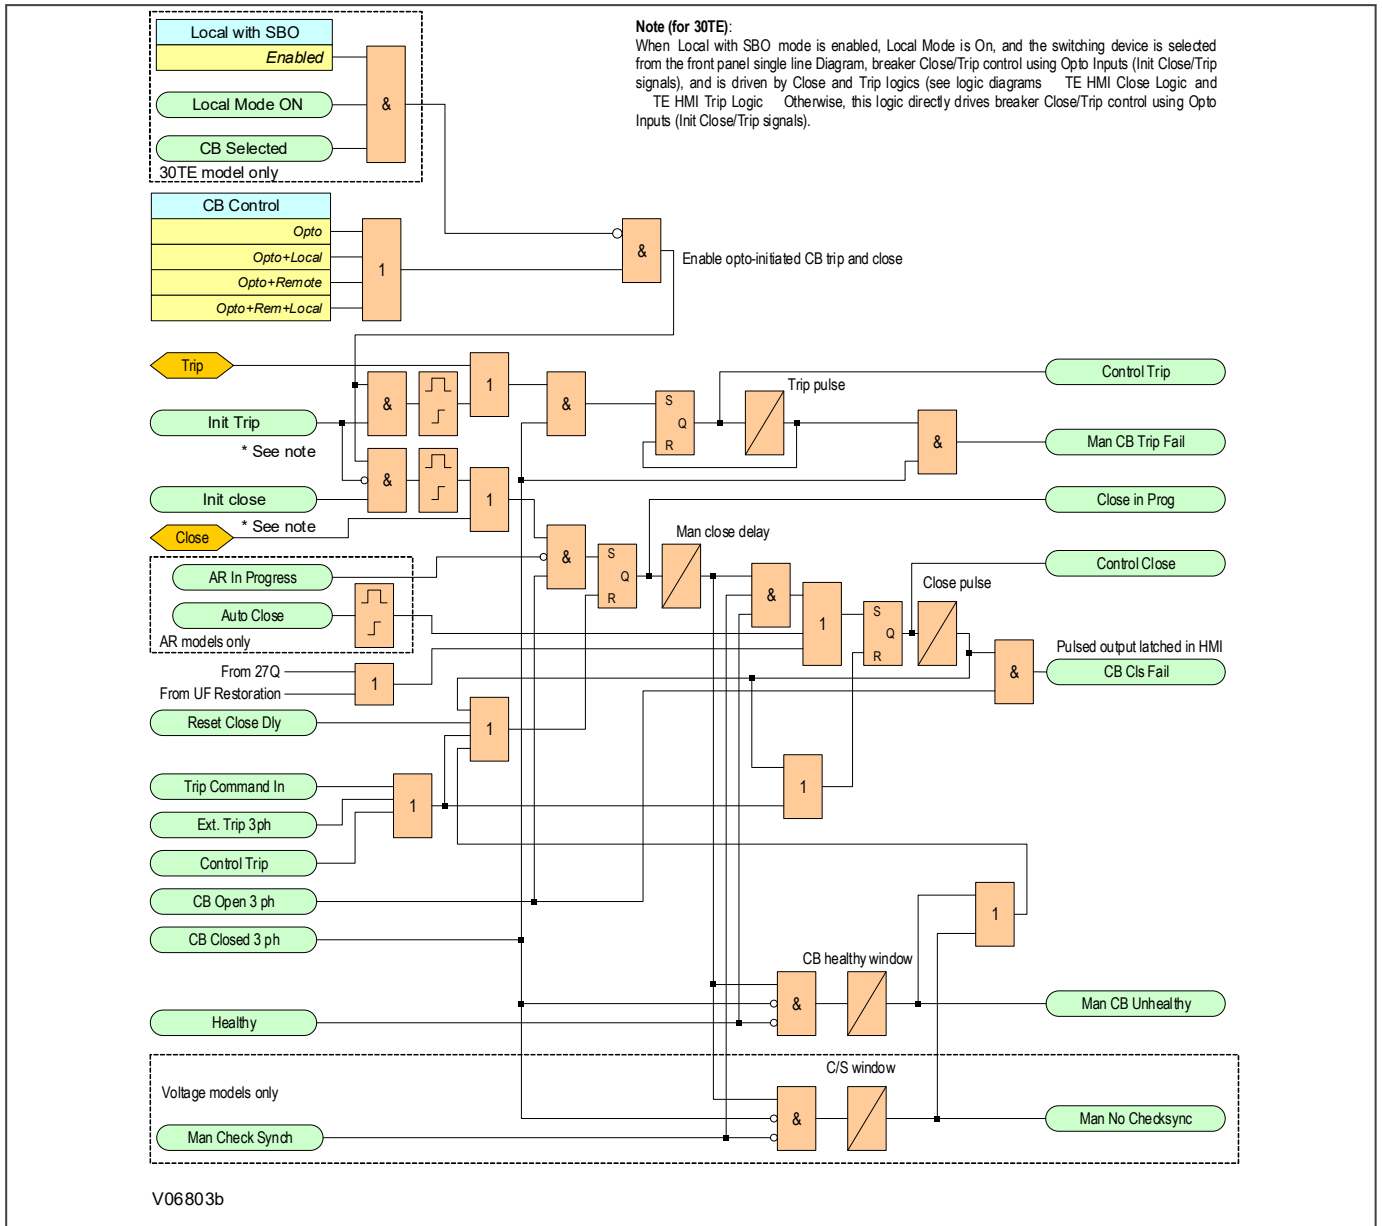 Local with SBO
Enabled
Local Mode ON
&
CB Selected
30TE model only
Note (for 30TE):
When Local with SBO mode is enabled, Local Mode is On, and the switching device is selected
from the front panel single line Diagram, breaker Close/Trip control using Opto Inputs (Init Close/Trip
signals), and is driven by Close and Trip logics (see logic diagrams TE HMI Close Logic and
TE HMI Trip Logic Otherwise, this logic directly drives breaker Close/Trip control using Opto
Inputs (Init Close/Trip signals).
CB Control
Opto
Opto+Local
Opto+Remote
Opto+Rem+Local
1
&
Enable opto-initiated CB trip and close
Trip
Init Trip
* See note
&
1
&
S
Q
R
Trip pulse
Control Trip
&
Man CB Trip Fail
Init close
* See note
&
1
Close
Close in Prog
AR In Progress
Auto Close
AR models only
&
S
Q
R
Man close delay
&
1
S
Q
R
Close pulse
Control Close
Pulsed output latched in HMI
&
CB Cls Fail
From 27Q
From UF Restoration
1
Reset Close Dly
1
Trip Command In
Ext. Trip 3ph
Control Trip
1
1
CB Open 3 ph
CB Closed 3 ph
1
CB healthy window
&
Man CB Unhealthy
Healthy
Voltage models only
C/S window
&
Man No Checksync
Man Check Synch
V06803b